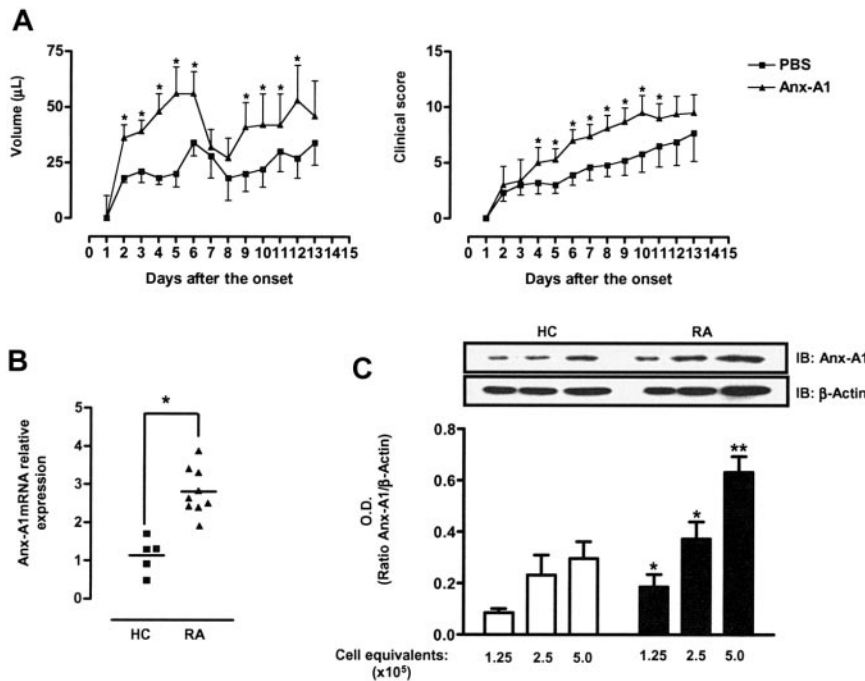 A
75
50
25
0
Volume (μL)
* * * * * * * * * *
0 1 2 3 4 5 6 7 8 9 10 11 12 13 14 15
Days after the onset
15
10
5
0
Clinical score
* * * * * * * *
0 1 2 3 4 5 6 7 8 9 10 11 12 13 14 15
Days after the onset
PBS
Anx-A1
B
Anx-A1mRNA relative
expression
5
4
3
2
1
0
*
HC RA
C
HC RA
IB: Anx-A1
IB: β-Actin
O.D.
(Ratio Anx-A1/β-Actin)
0.8
0.6
0.4
0.2
0.0
* * **
Cell equivalents: 1.25 2.5 5.0 1.25 2.5 5.0
(x10⁵)